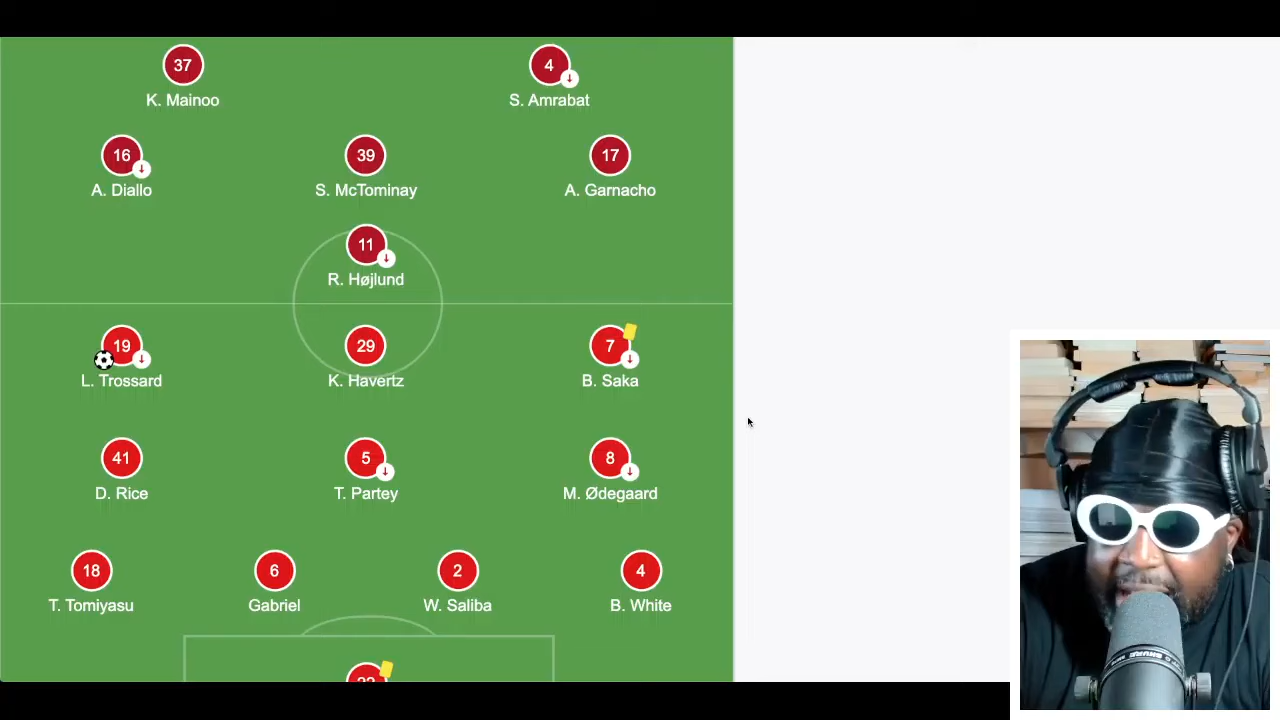 37 4
K. Mainoo S. Amrabat
16 39 17
A. Diallo S. McTominay A. Garnacho
11
R. Højlund
19 29 7
L. Trossard K. Havertz B. Saka
41 5 8
D. Rice T. Partey M. Ødegaard
18 6 2 4
T. Tomiyasu Gabriel W. Saliba B. White
SHURE